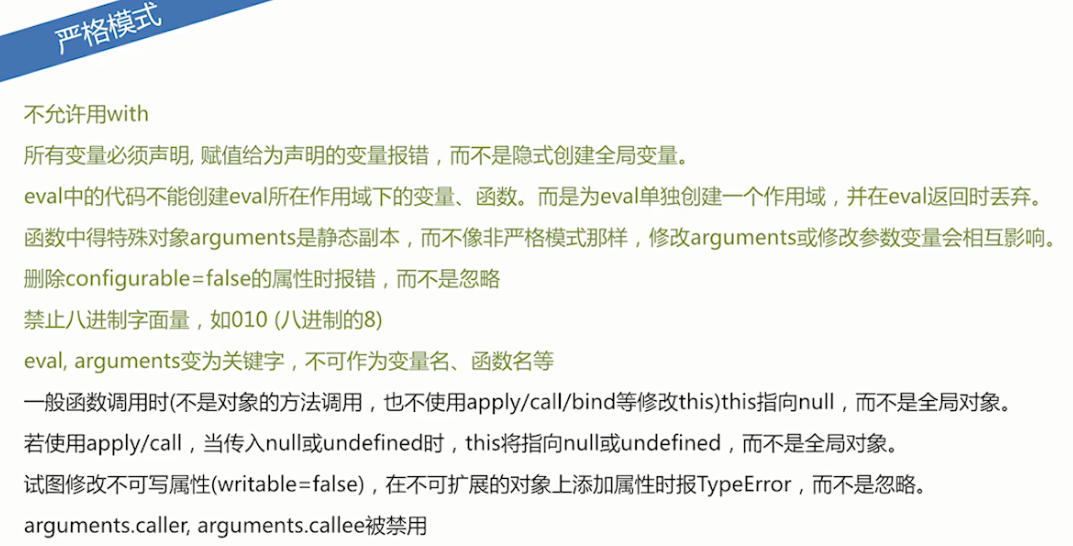 严格模式
不允许用with
所有变量必须声明, 赋值给为声明的变量报错，而不是隐式创建全局变量。
eval中的代码不能创建eval所在作用域下的变量、函数。而是为eval单独创建一个作用域，并在eval返回时丢弃。
函数中得特殊对象arguments是静态副本，而不像非严格模式那样，修改arguments或修改参数变量会相互影响。
删除configurable=false的属性时报错，而不是忽略
禁止八进制字面量，如010 (八进制的8)
eval, arguments变为关键字，不可作为变量名、函数名等
一般函数调用时(不是对象的方法调用，也不使用apply/call/bind等修改this)this指向null，而不是全局对象。
若使用apply/call，当传入null或undefined时，this将指向null或undefined，而不是全局对象。
试图修改不可写属性(writable=false)，在不可扩展的对象上添加属性时报TypeError，而不是忽略。
arguments.caller, arguments.callee被禁用